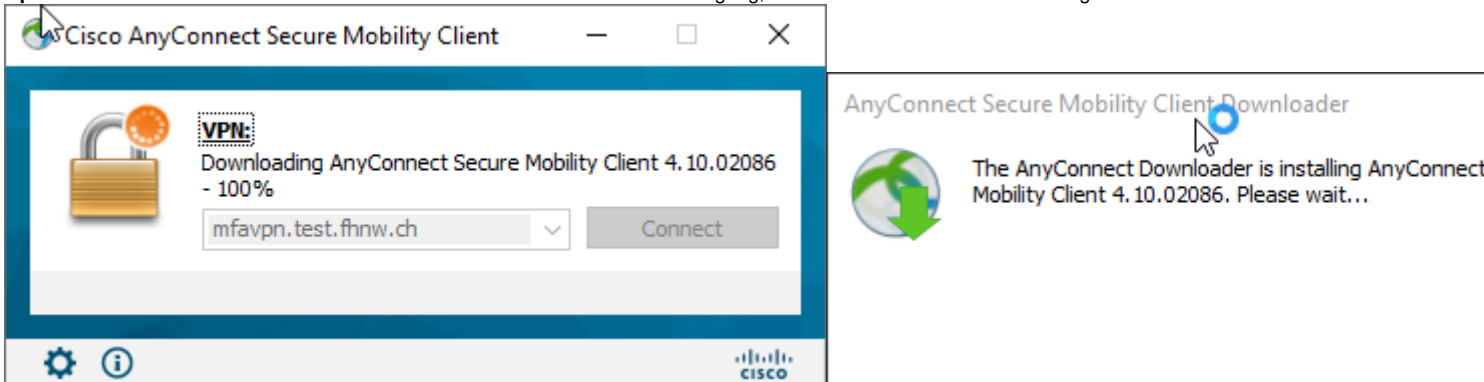 Cisco AnyConnect Secure Mobility Client
VPN:
Downloading AnyConnect Secure Mobility Client 4.10.02086
- 100%
mfavpn.test.fhnw.ch
Connect
CISCO
AnyConnect Secure Mobility Client Downloader
The AnyConnect Downloader is installing AnyConnect
Mobility Client 4.10.02086. Please wait...